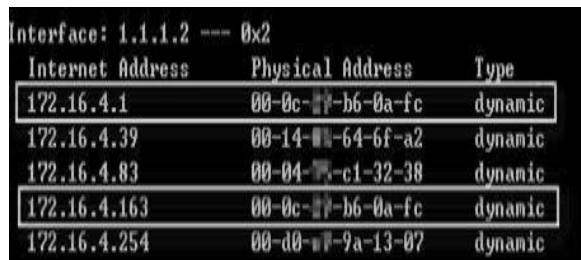 Interface: 1.1.1.2 --- 0x2
Internet Address Physical Address Type
172.16.4.1 00-0c- -b6-0a-fc dynamic
172.16.4.39 00-14- -64-6f-a2 dynamic
172.16.4.83 00-04- -c1-32-38 dynamic
172.16.4.163 00-0c- -b6-0a-fc dynamic
172.16.4.254 00-d0- -9a-13-07 dynamic